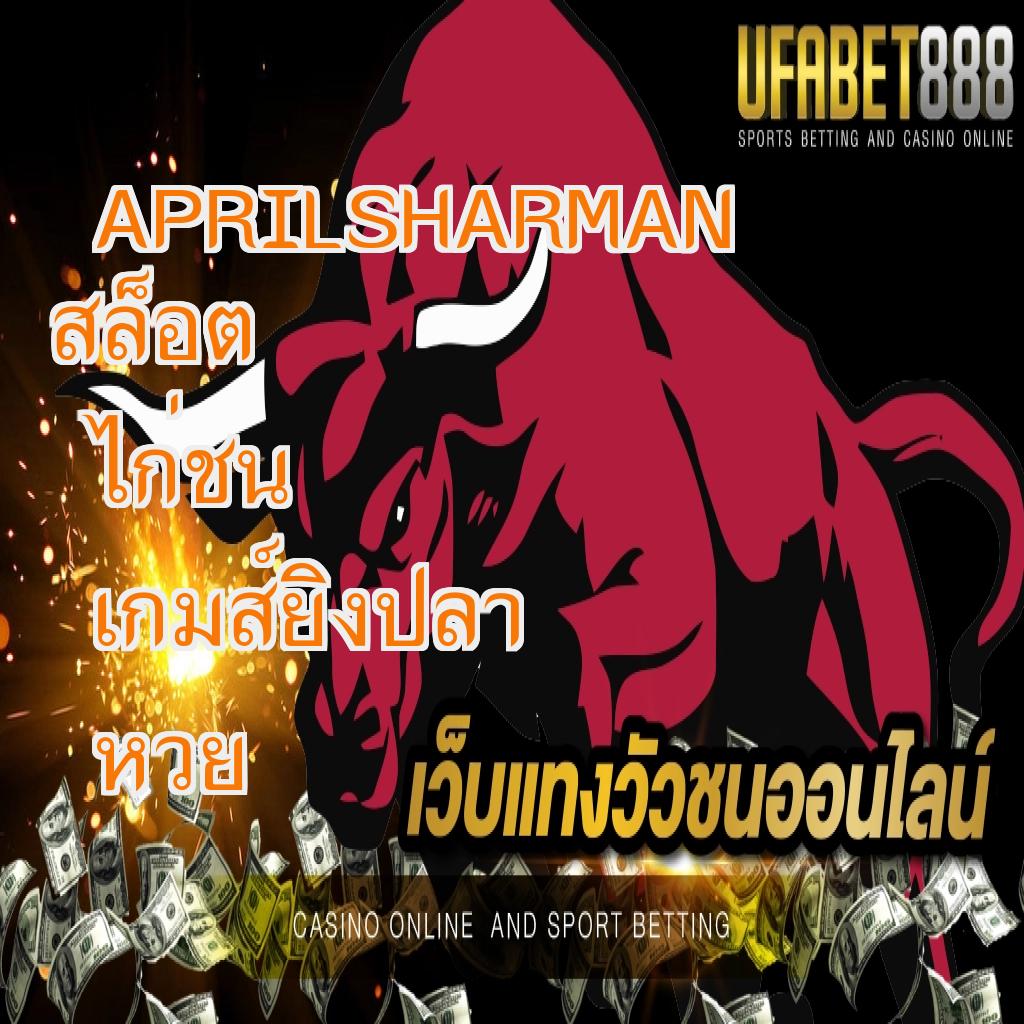 UFABET888
SPORTS BETTING AND CASINO ONLINE
APRILSHARMAN
สล็อต
ไก่ชน
เกมส์ยิงปลา
หวย
เว็บแทงวัวชนออนไลน์
CASINO ONLINE AND SPORT BETTING